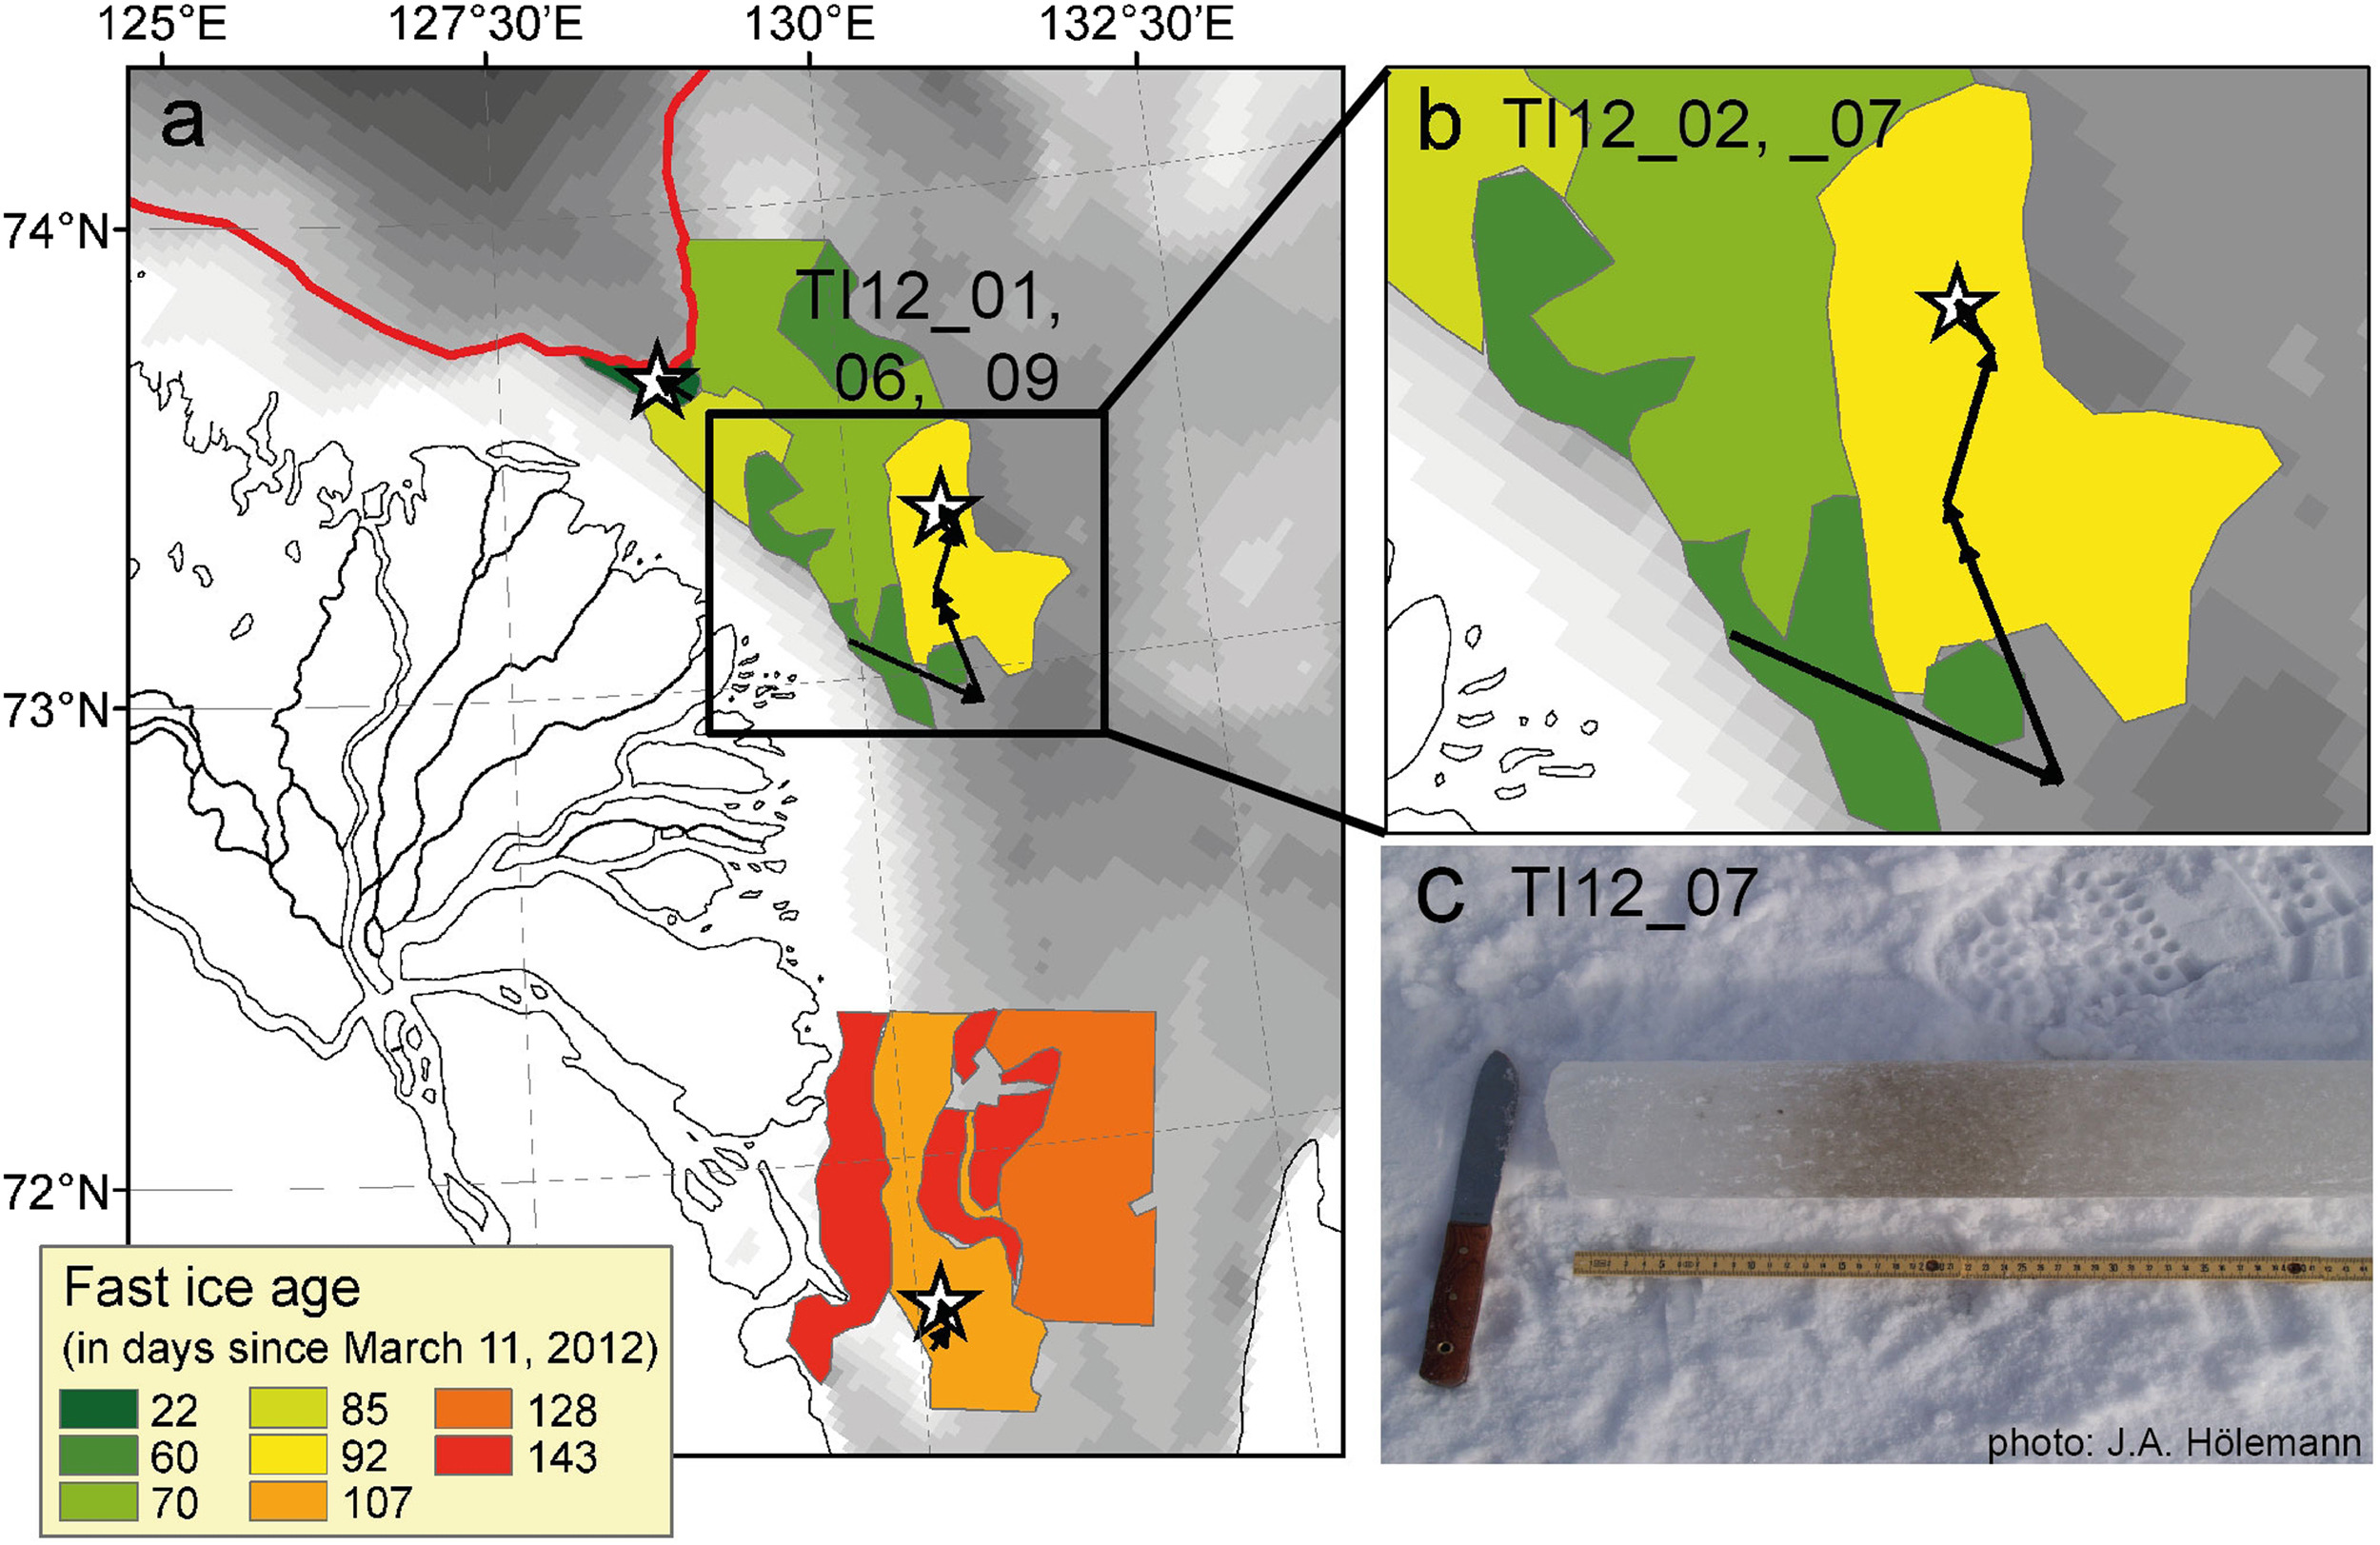 125°E 127°30'E 130°E 132°30'E
a
74°N
73°N
72°N
TI12_01,
06, 09
b TI12_02, _07
c TI12_07
photo: J.A. Hölemann
Fast ice age
(in days since March 11, 2012)
22 85 128
60 92 143
70 107